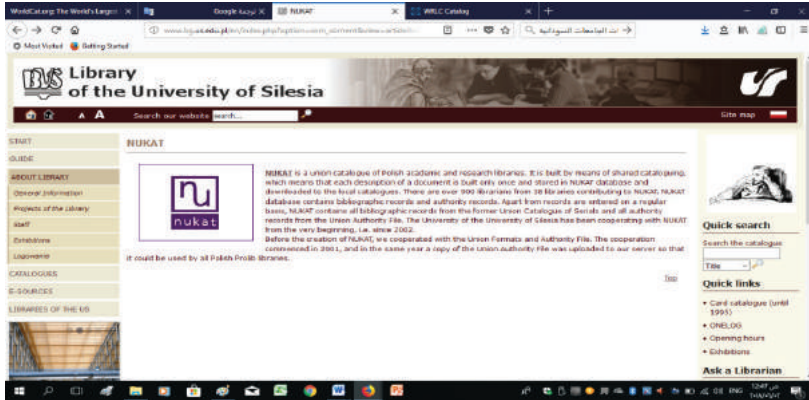 WorldCat.org: The World's Largest
NUKAT
WRLC Catalog
Most Visited
Getting Started
Library
of the University of Silesia
A A
Search our website
search...
Site map
START
GUIDE
ABOUT LIBRARY
General Information
Projects of the Library
Staff
Exhibitions
CATALOGUES
E-SOURCES
LIBRARIES OF THE US
NUKAT
nu
nukat
NUKAT is a union catalogue of Polish academic and research libraries. It is built by means of shared cataloguing,
which means that each description of a document is built only once and stored in NUKAT database and
downloaded to the local catalogues. There are over 900 librarians from 38 libraries contributing to NUKAT. NUKAT
database contains bibliographic records and authority records. Apart from records are entered on a regular
basis, NUKAT contains all bibliographic records from the former Union Catalogue of Serials and all authority
records from the Union Authority File. The University of the University of Silesia has been cooperating with NUKAT
from the very beginning, i.e. since 2002.
Before the creation of NUKAT, we cooperated with the Union Formats and Authority File. The cooperation
commenced in 2001, and in the same year a copy of the union authority File was uploaded to our server so that
it could be used by all Polish Prolib libraries.
Top
Quick search
Search the catalogue
Title
Quick links
Card catalogue (until
1995)
ONELOG
Opening hours
Exhibitions
Ask a Librarian
ENG
12:47